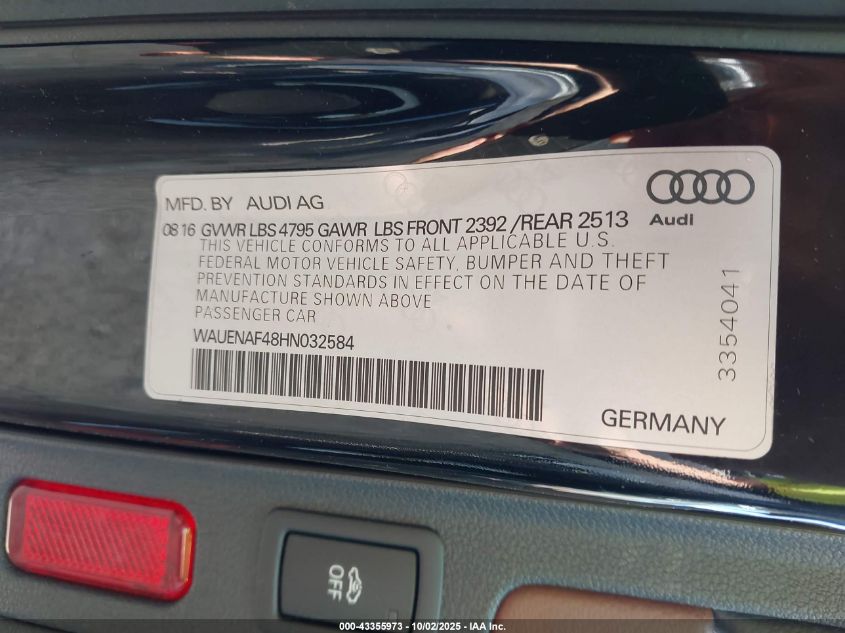 MFD. BY AUDI AG
Audi
08 16 GVWR LBS 4795 GAWR LBS FRONT 2392 /REAR 2513
THIS VEHICLE CONFORMS TO ALL APPLICABLE U.S.
FEDERAL MOTOR VEHICLE SAFETY, BUMPER AND THEFT
PREVENTION STANDARDS IN EFFECT ON THE DATE OF
MANUFACTURE SHOWN ABOVE
PASSENGER CAR
WAUENAF48HN032584
3354041
GERMANY
OFF
000-43355973 - 10/02/2025 - IAA Inc.